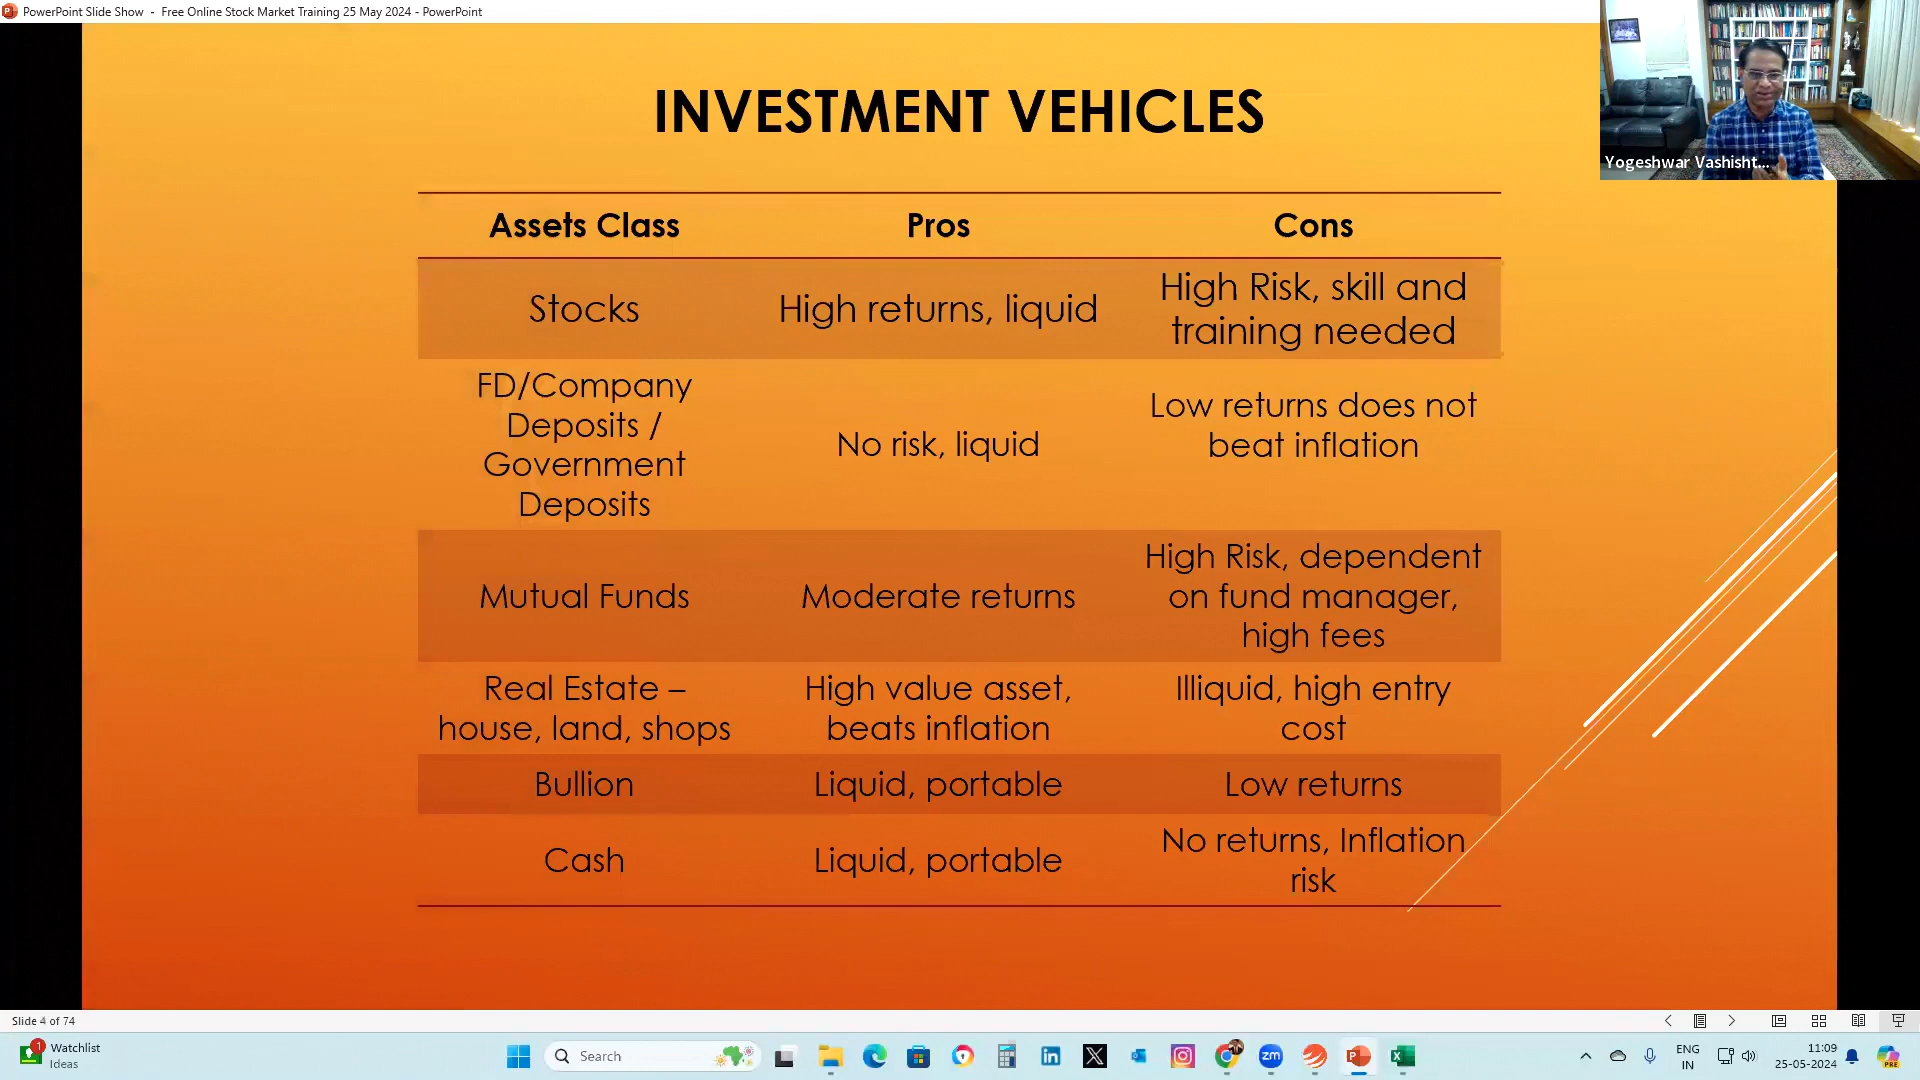 PowerPoint Slide Show - Free Online Stock Market Training 25 May 2024 - PowerPoint
Yogeshwar Vashisht...
INVESTMENT VEHICLES
Assets Class Pros Cons
Stocks High returns, liquid High Risk, skill and
training needed
FD/Company
Deposits /
Government
Deposits
No risk, liquid
Low returns does not
beat inflation
Mutual Funds Moderate returns High Risk, dependent
on fund manager,
high fees
Real Estate –
house, land, shops
High value asset,
beats inflation
Illiquid, high entry
cost
Bullion Liquid, portable Low returns
Cash Liquid, portable No returns, Inflation
risk
Slide 4 of 74
1
Watchlist
Ideas
Search
in
X
zm
P
X
ENG
IN
11:09
25-05-2024
PRE